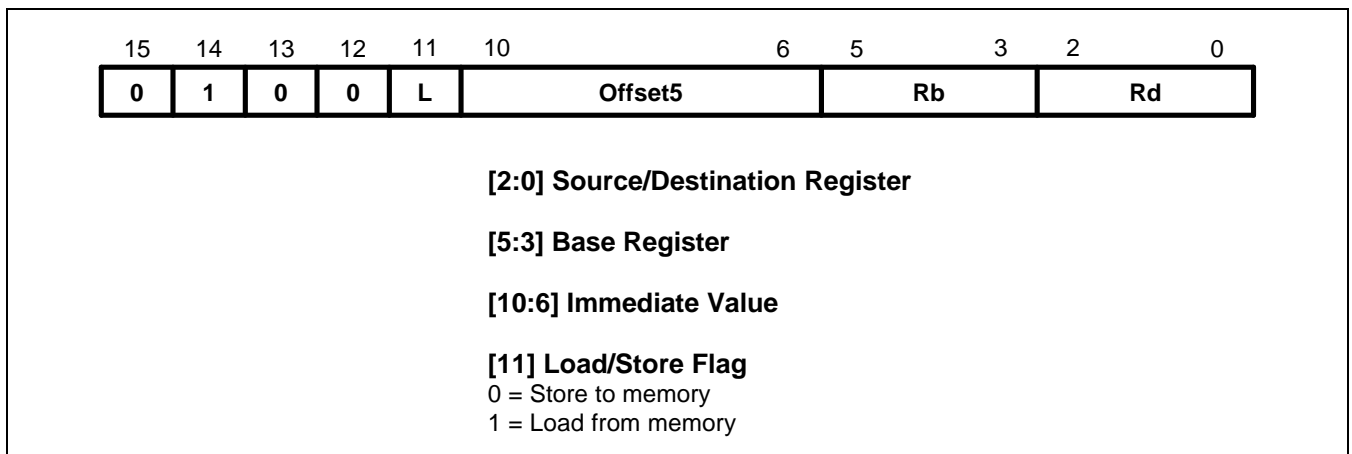 15 14 13 12 11 10 6 5 3 2 0
0 1 0 0 L Offset5 Rb Rd
[2:0] Source/Destination Register
[5:3] Base Register
[10:6] Immediate Value
[11] Load/Store Flag
0 = Store to memory
1 = Load from memory